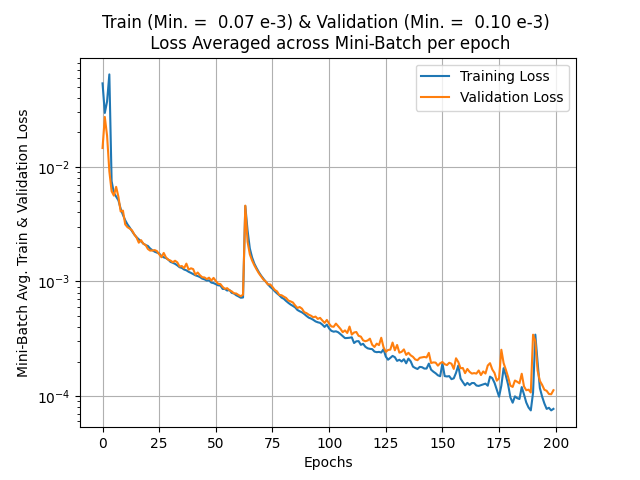 Train (Min. =  0.07 e-3) & Validation (Min. =  0.10 e-3)
Loss Averaged across Mini-Batch per epoch
Training Loss
Validation Loss
Mini-Batch Avg. Train & Validation Loss
10⁻²
10⁻³
10⁻⁴
0 25 50 75 100 125 150 175 200
Epochs